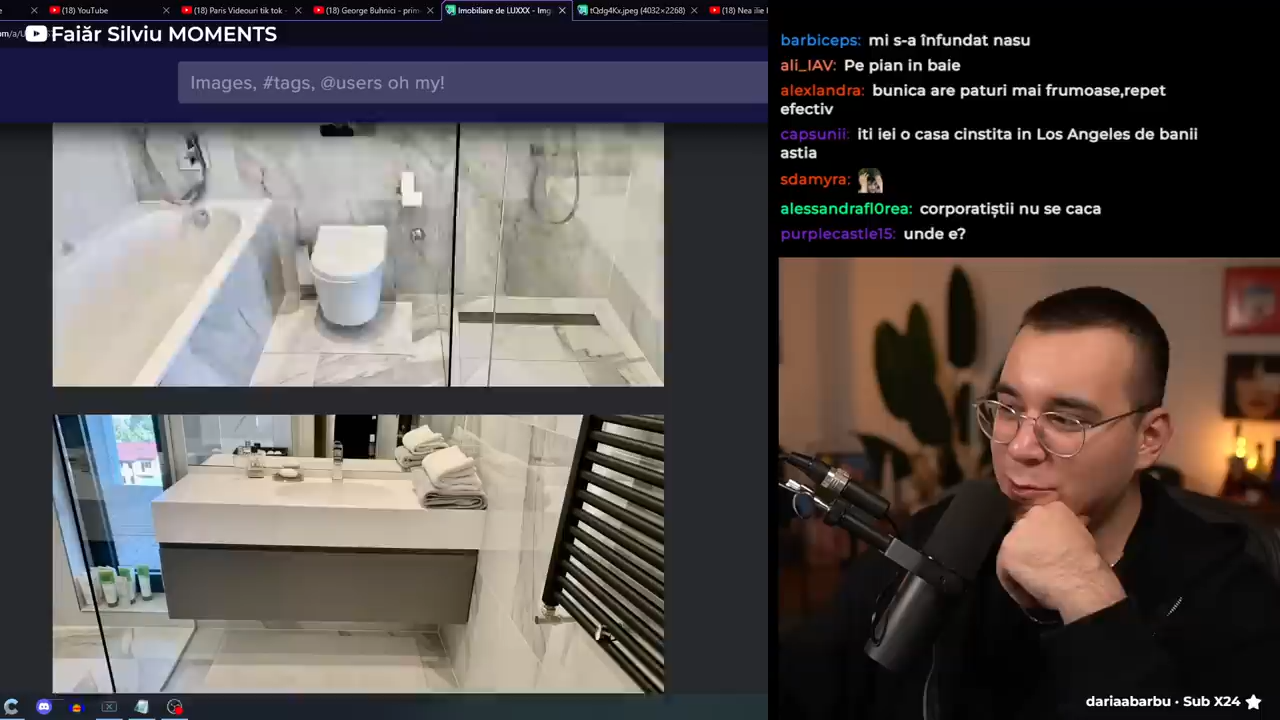 (18) YouTube
(18) Paris Videouri tik tok -
(18) George Buhnici - prim
Imobiliare de LUXXX - Img
tQdg4Kx.jpeg (4032×2268)
(18) Nea Ilie
Faiăr Silviu MOMENTS
Images, #tags, @users oh my!
barbiceps: mi s-a înfundat nasu
ali_IAV: Pe pian in baie
alexlandra: bunica are paturi mai frumoase,repet
efectiv
capsunii: iti iei o casa cinstita in Los Angeles de banii
astia
sdamyra:
alessandrafl0rea: corporatiștii nu se caca
purplecastle15: unde e?
dariaabarbu · Sub X24